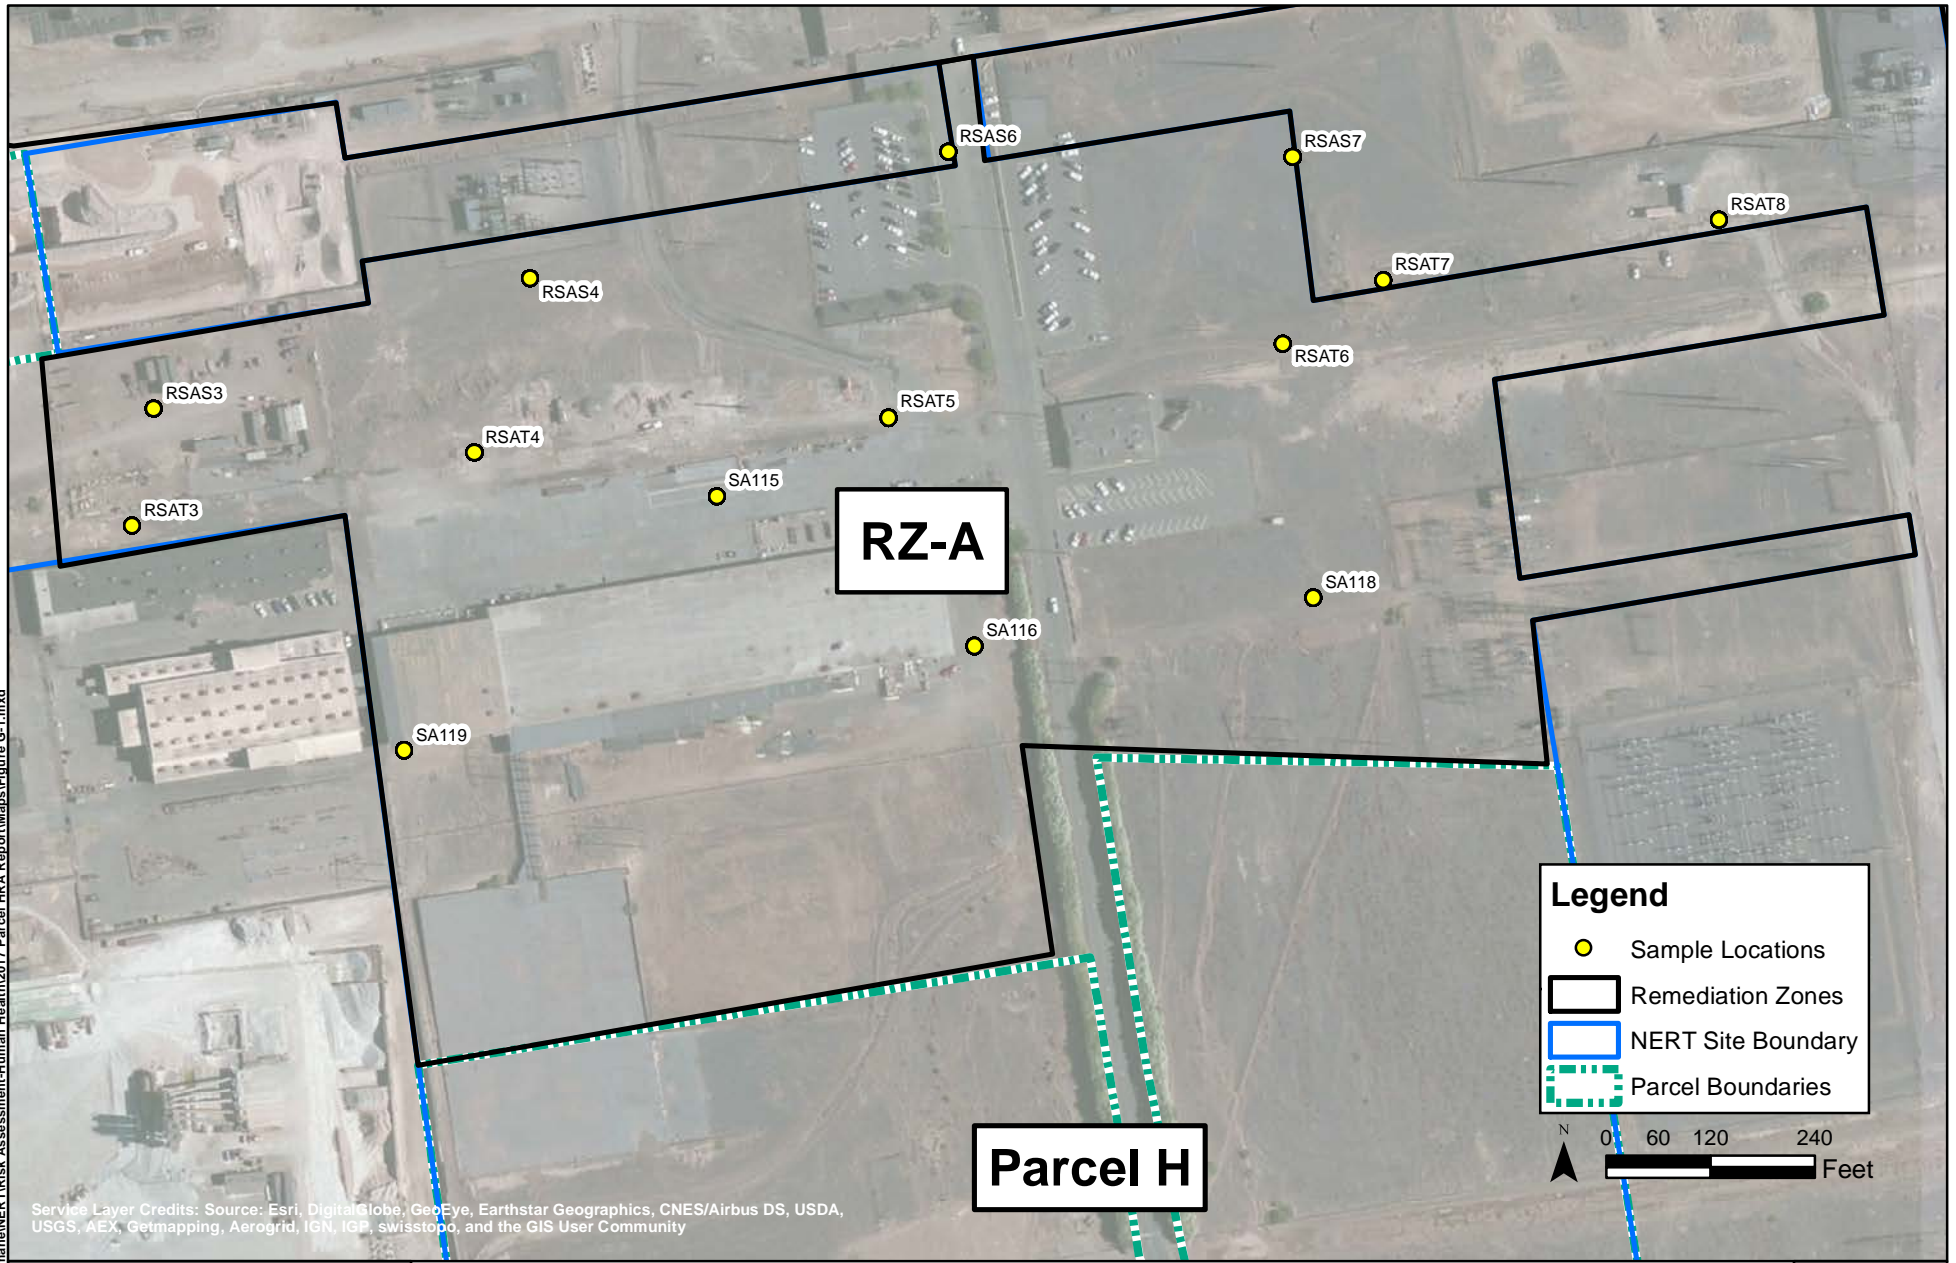 RSAS6
RSAS7
RSAT8
RSAT7
RSAS4
RSAT6
RSAS3
RSAT5
RSAT4
SA115
RSAT3
RZ-A
SA118
SA116
SA119
Legend
Sample Locations
Remediation Zones
NERT Site Boundary
Parcel Boundaries
N
0 60 120 240
Feet
Parcel H
Service Layer Credits: Source: Esri, DigitalGlobe, GeoEye, Earthstar Geographics, CNES/Airbus DS, USDA,
USGS, AEX, Getmapping, Aerogrid, IGN, IGP, swisstopo, and the GIS User Community